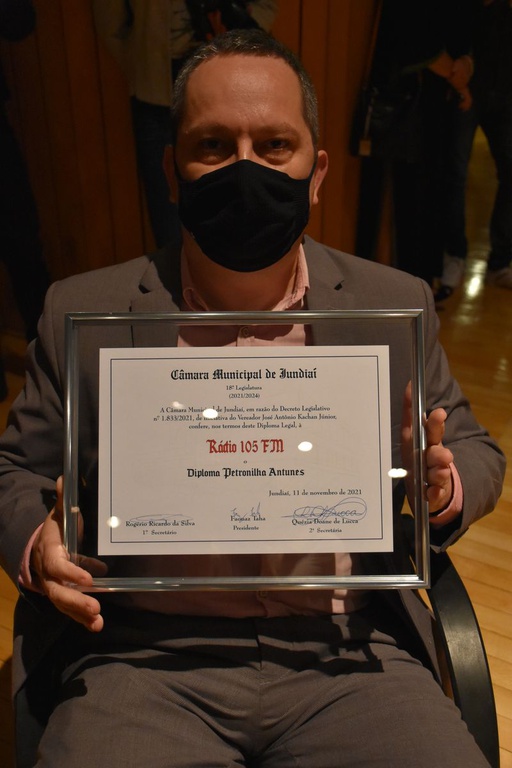 Câmara Municipal de Jundiaí
18ª Legislatura
(2021/2024)
A Câmara Municipal de Jundiaí, em razão do Decreto Legislativo
n.º 1.833/2021, de iniciativa do Vereador José Antônio Kachan Júnior,
confere, nos termos deste Diploma Legal, à
Rádio 105 FM
o
Diploma Petronilha Antunes
Jundiaí, 11 de novembro de 2021
Rogério Ricardo da Silva
1º Secretário
Faouaz Taha
Presidente
Quézia Doane de Lucca
2ª Secretária